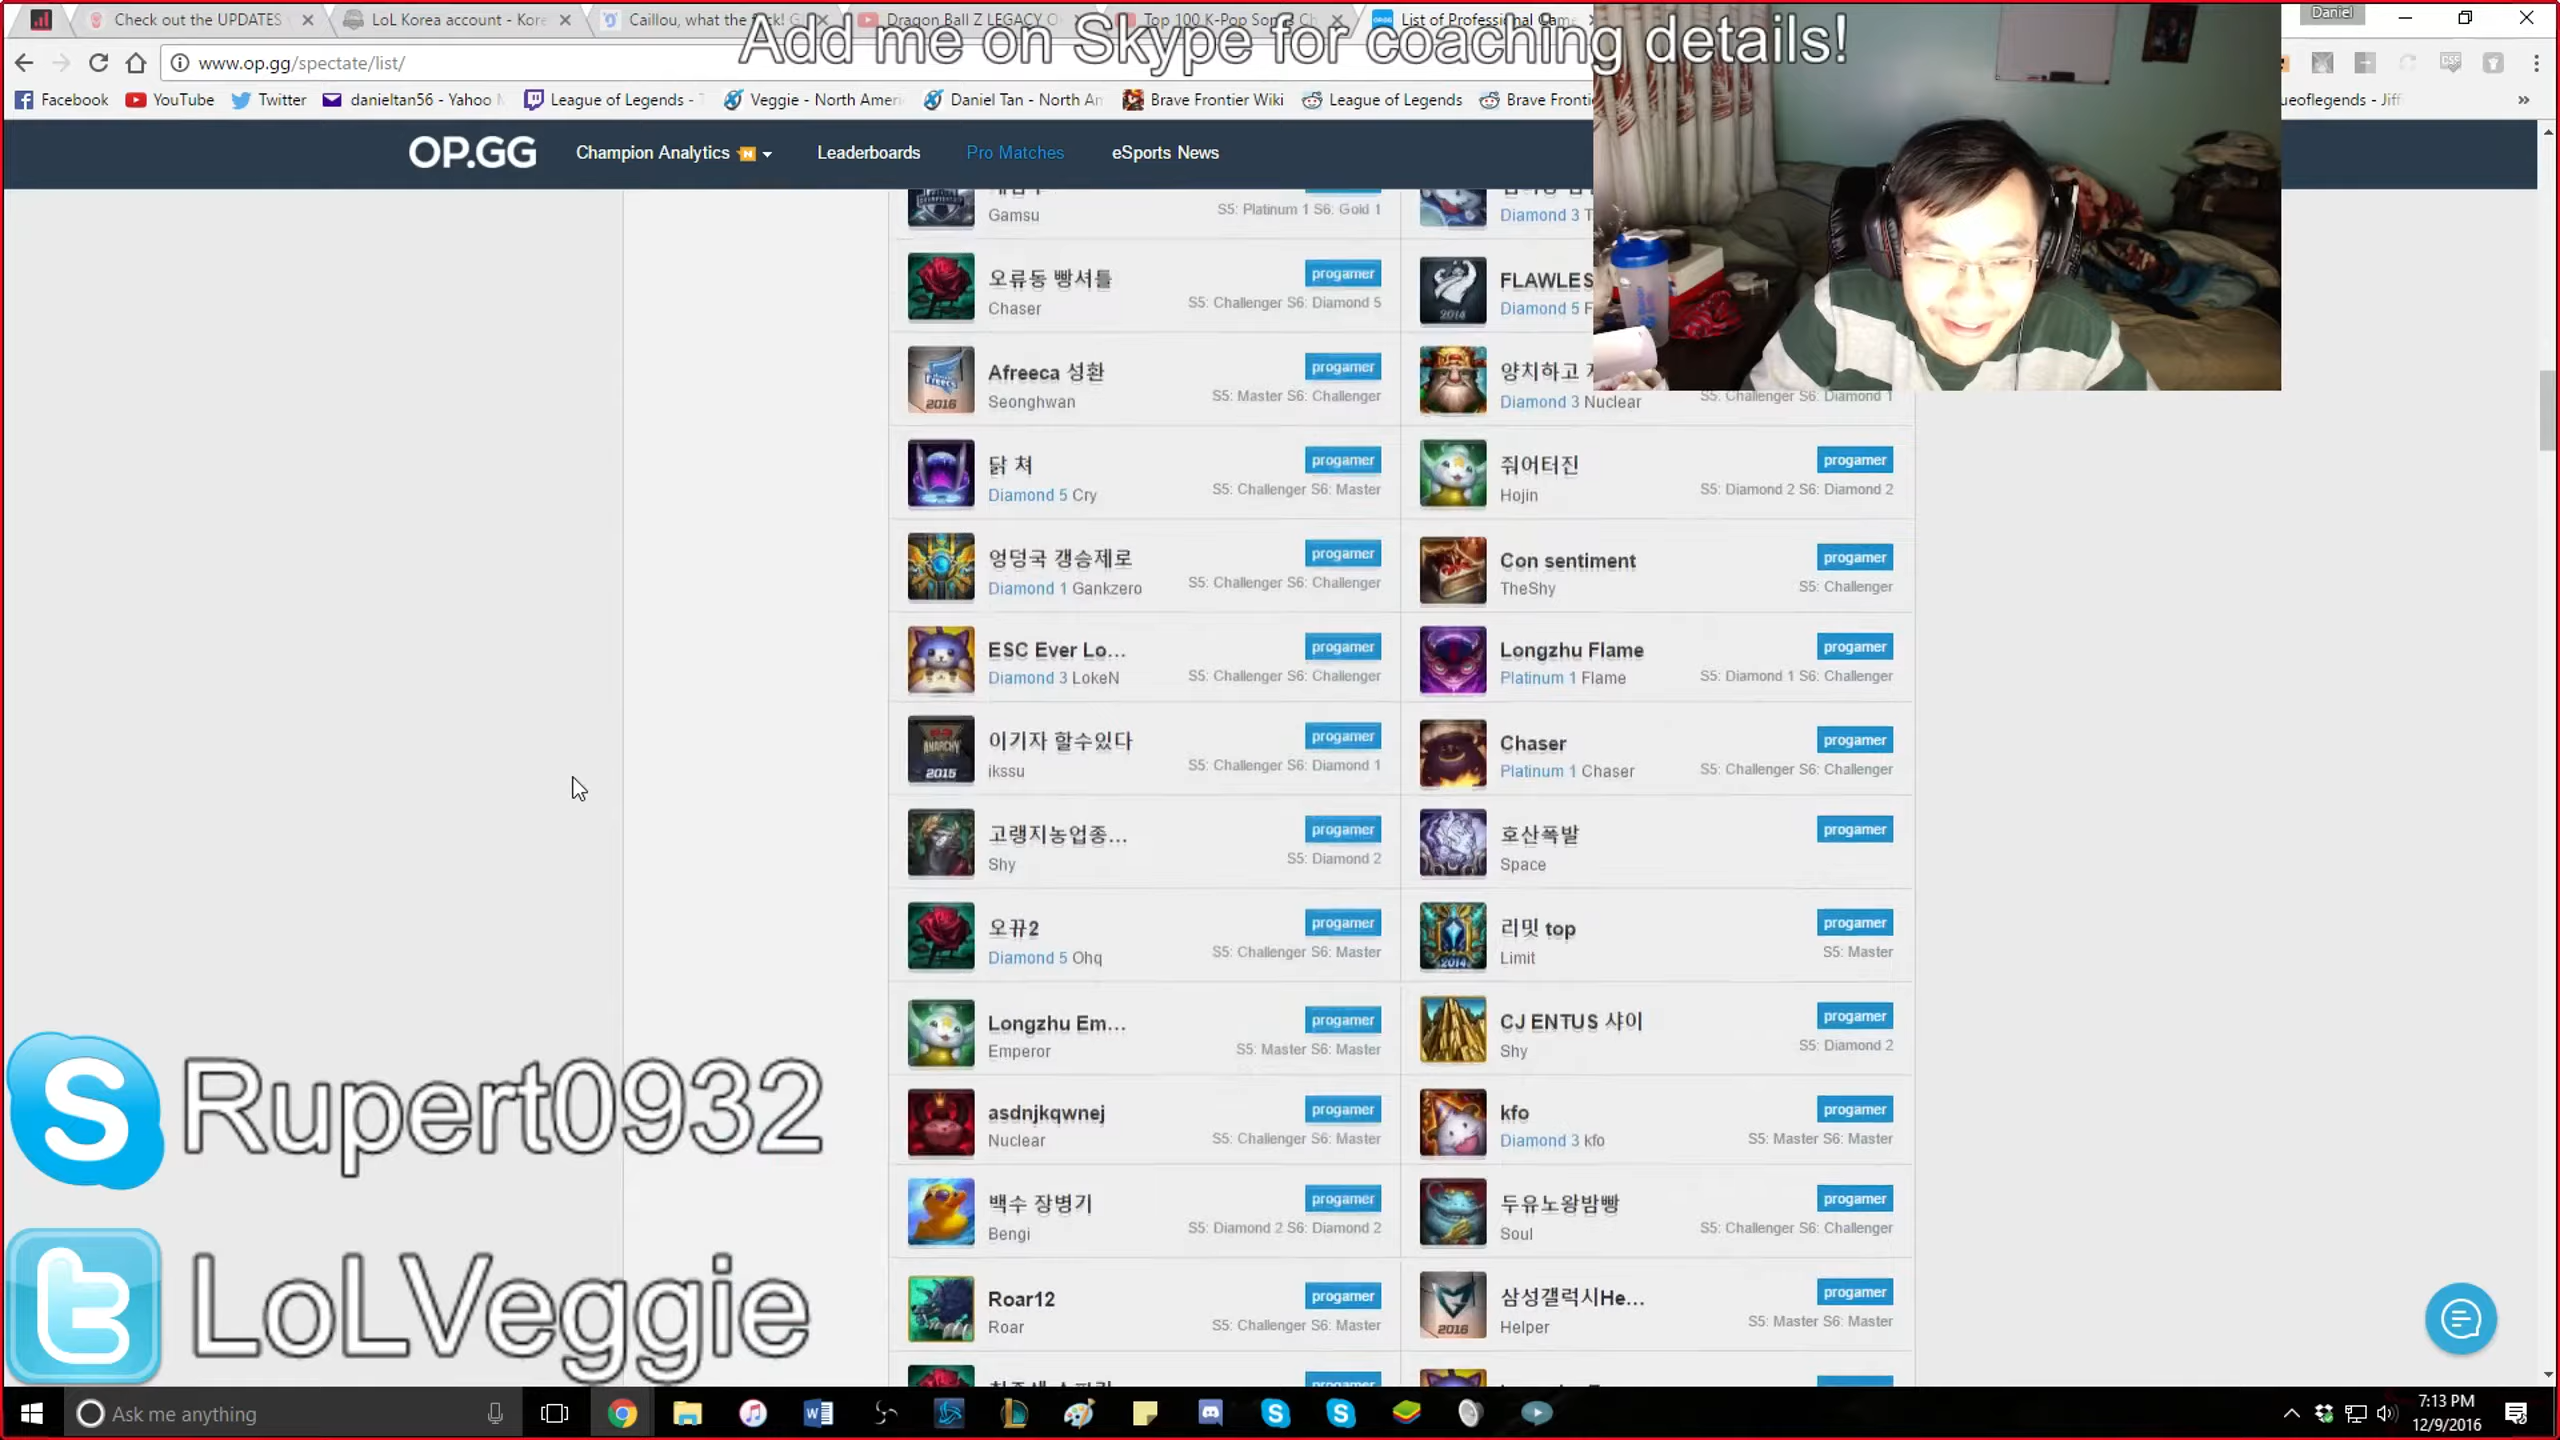 Check out the UPDATES
LoL Korea account - Kore
Caillou, what the
Dragon Ball Z LEGACY O
Top 100 K-Pop Songs Ch
List of Professional Game
Daniel
Add me on Skype for coaching details!
www.op.gg/spectate/list/
Facebook
YouTube
Twitter
danieltan56 - Yahoo
League of Legends -
Veggie - North Ameri
Daniel Tan - North Am
Brave Frontier Wiki
League of Legends
Brave Fronti
ueoflegends - Jiff
OP.GG
Champion Analytics N
Leaderboards
Pro Matches
eSports News
Gamsu
S5: Platinum 1 S6: Gold 1
Diamond 3
오류동 빵셔틀
progamer
Chaser
S5: Challenger S6: Diamond 5
FLAWLES
2014
Diamond 5
Afreeca 성환
progamer
2016
Seonghwan
S5: Master S6: Challenger
양치하고
Diamond 3 Nuclear
S5: Challenger S6: Diamond 1
닭 쳐
progamer
Diamond 5 Cry
S5: Challenger S6: Master
줘어터진
progamer
Hojin
S5: Diamond 2 S6: Diamond 2
엉덩국 갱승제로
progamer
Diamond 1 Gankzero
S5: Challenger S6: Challenger
Con sentiment
progamer
TheShy
S5: Challenger
ESC Ever Lo...
progamer
Diamond 3 LokeN
S5: Challenger S6: Challenger
Longzhu Flame
progamer
Platinum 1 Flame
S5: Diamond 1 S6: Challenger
이기자 할수있다
progamer
ANARCHY
2015
ikssu
S5: Challenger S6: Diamond 1
Chaser
progamer
Platinum 1 Chaser
S5: Challenger S6: Challenger
고랭지농업종...
progamer
Shy
S5: Diamond 2
호산폭발
progamer
Space
오뀨2
progamer
Diamond 5 Ohq
S5: Challenger S6: Master
리밋 top
progamer
2014
Limit
S5: Master
Longzhu Em...
progamer
Emperor
S5: Master S6: Master
CJ ENTUS 샤이
progamer
Shy
S5: Diamond 2
asdnjkqwnej
progamer
Nuclear
S5: Challenger S6: Master
kfo
progamer
Diamond 3 kfo
S5: Master S6: Master
백수 장병기
progamer
Bengi
S5: Diamond 2 S6: Diamond 2
두유노왕밤빵
progamer
Soul
S5: Challenger S6: Challenger
Roar12
progamer
Roar
S5: Challenger S6: Master
삼성갤럭시He...
progamer
2016
Helper
S5: Master S6: Master
progamer
progamer
Rupert0932
LoLVeggie
Ask me anything
7:13 PM
12/9/2016